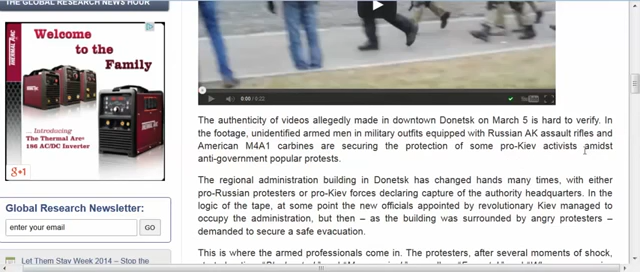 THE GLOBAL RESEARCH NEWS HOUR
THERMAL ARC
Welcome
to the
Family
... Introducing
The Thermal Arc®
186 AC/DC Inverter
g+1
Global Research Newsletter:
enter your email
GO
Let Them Stay Week 2014 – Stop the
0:00 / 0:22
YouTube
The authenticity of videos allegedly made in downtown Donetsk on March 5 is hard to verify. In
the footage, unidentified armed men in military outfits equipped with Russian AK assault rifles and
American M4A1 carbines are securing the protection of some pro-Kiev activists amidst
anti-government popular protests.
The regional administration building in Donetsk has changed hands many times, with either
pro-Russian protesters or pro-Kiev forces declaring capture of the authority headquarters. In the
logic of the tape, at some point the new officials appointed by revolutionary Kiev managed to
occupy the administration, but then – as the building was surrounded by angry protesters –
demanded to secure a safe evacuation.
This is where the armed professionals come in. The protesters, after several moments of shock,